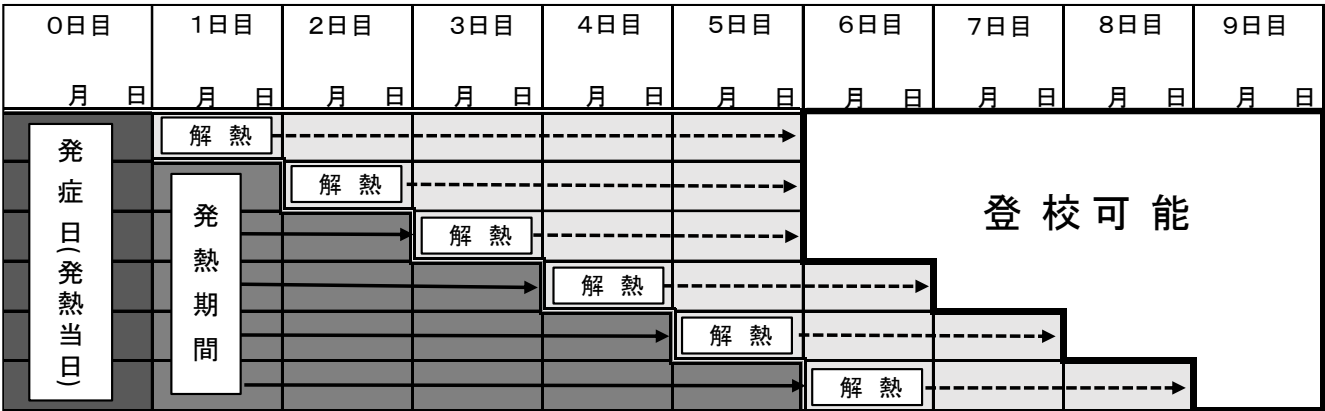 0日目 1日目 2日目 3日目 4日目 5日目 6日目 7日目 8日目 9日目
月 日 月 日 月 日 月 日 月 日 月 日 月 日 月 日 月 日 月 日
発症日(発熱当日)
発熱期間
解 熱
解 熱
解 熱
解 熱
解 熱
解 熱
登校可能